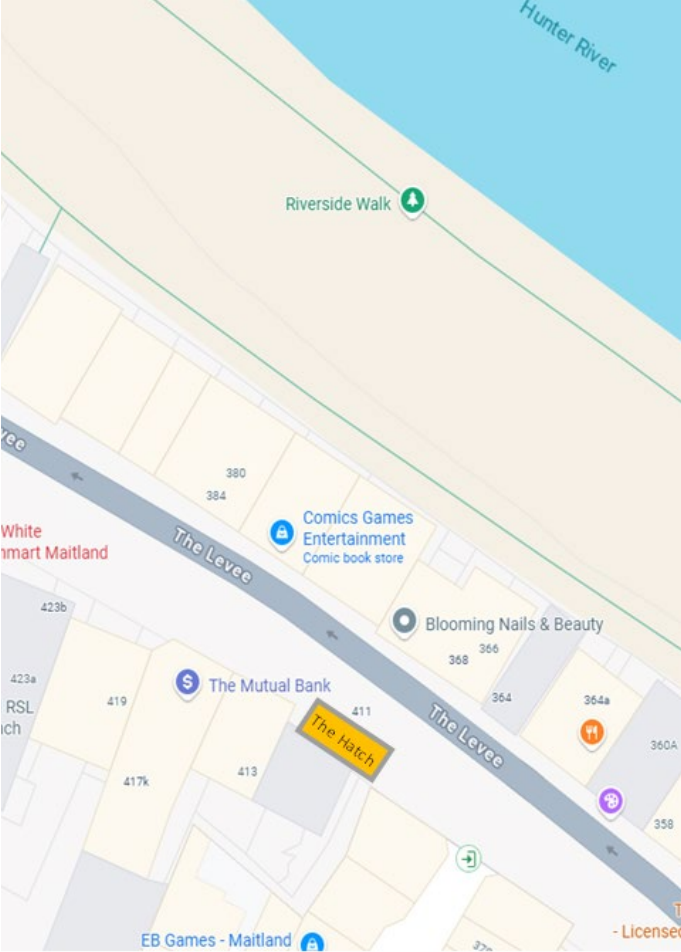 Hunter River
Riverside Walk
vee
380
384
White
nmart Maitland
Comics Games
Entertainment
Comic book store
The Levee
423b
Blooming Nails & Beauty
366
368
423a
RSL
nch
419
The Mutual Bank
364
364a
411
The Levee
The Hatch
360A
417k
413
358
EB Games - Maitland
T
- Licensed